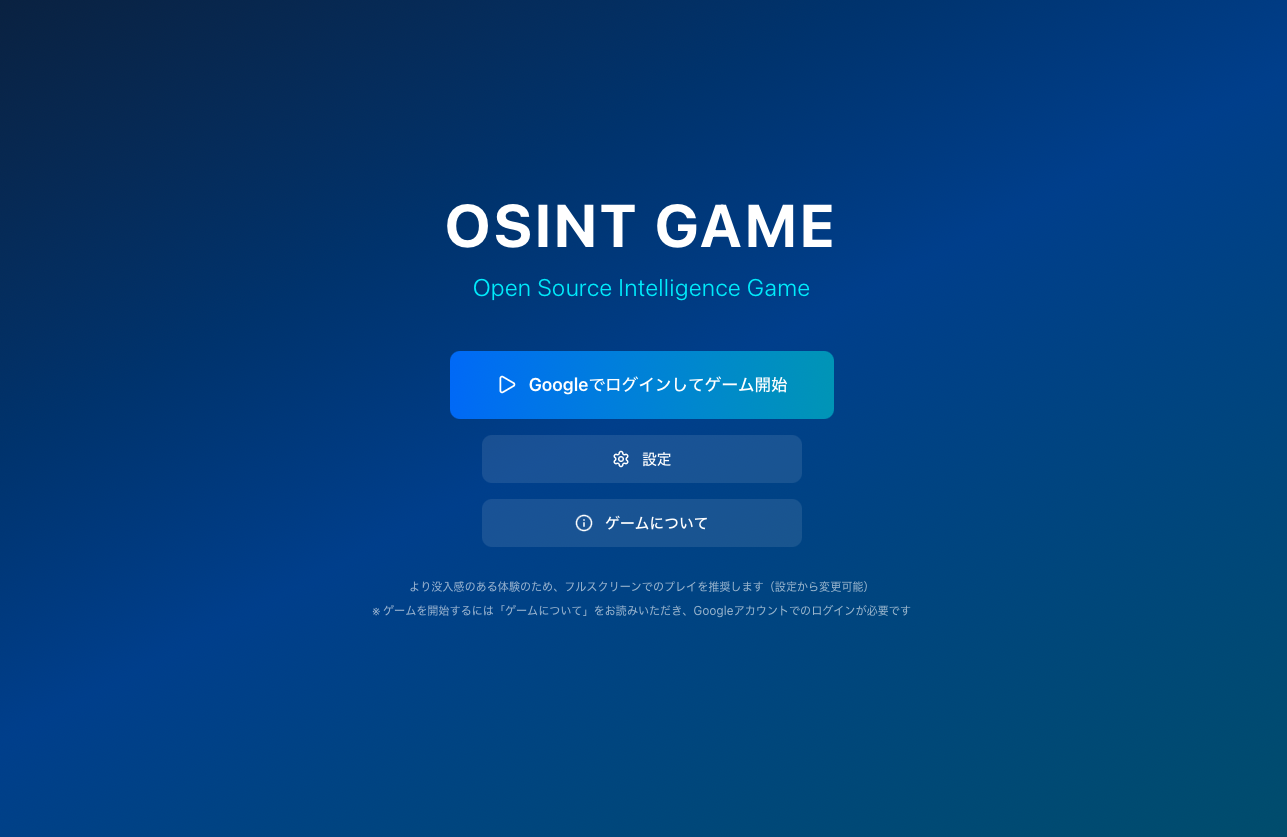 OSINT GAME
Open Source Intelligence Game
Googleでログインしてゲーム開始
設定
ゲームについて
より没入感のある体験のため、フルスクリーンでのプレイを推奨します（設定から変更可能）
※ ゲームを開始するには「ゲームについて」をお読みいただき、Googleアカウントでのログインが必要です